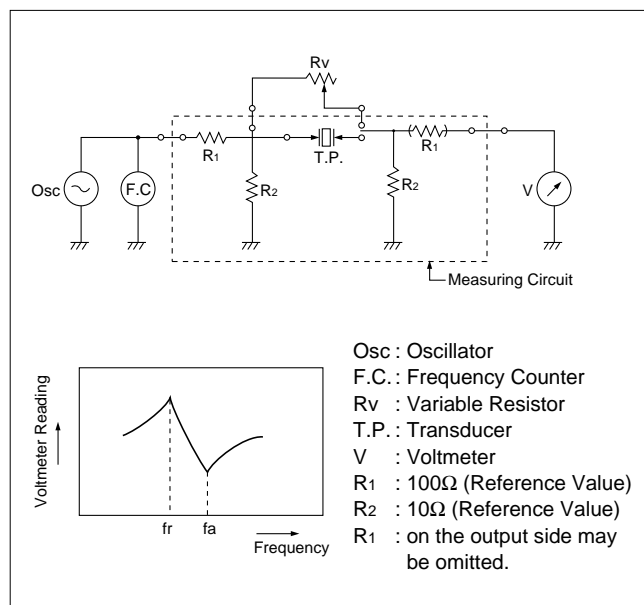 Rv
R1
T.P.
R1
Osc
F.C
R2
R2
V
Measuring Circuit
Voltmeter Reading
fr
fa
Frequency
Osc : Oscillator
F.C. : Frequency Counter
Rv : Variable Resistor
T.P. : Transducer
V : Voltmeter
R1 : 100Ω (Reference Value)
R2 : 10Ω (Reference Value)
R1 : on the output side may
be omitted.